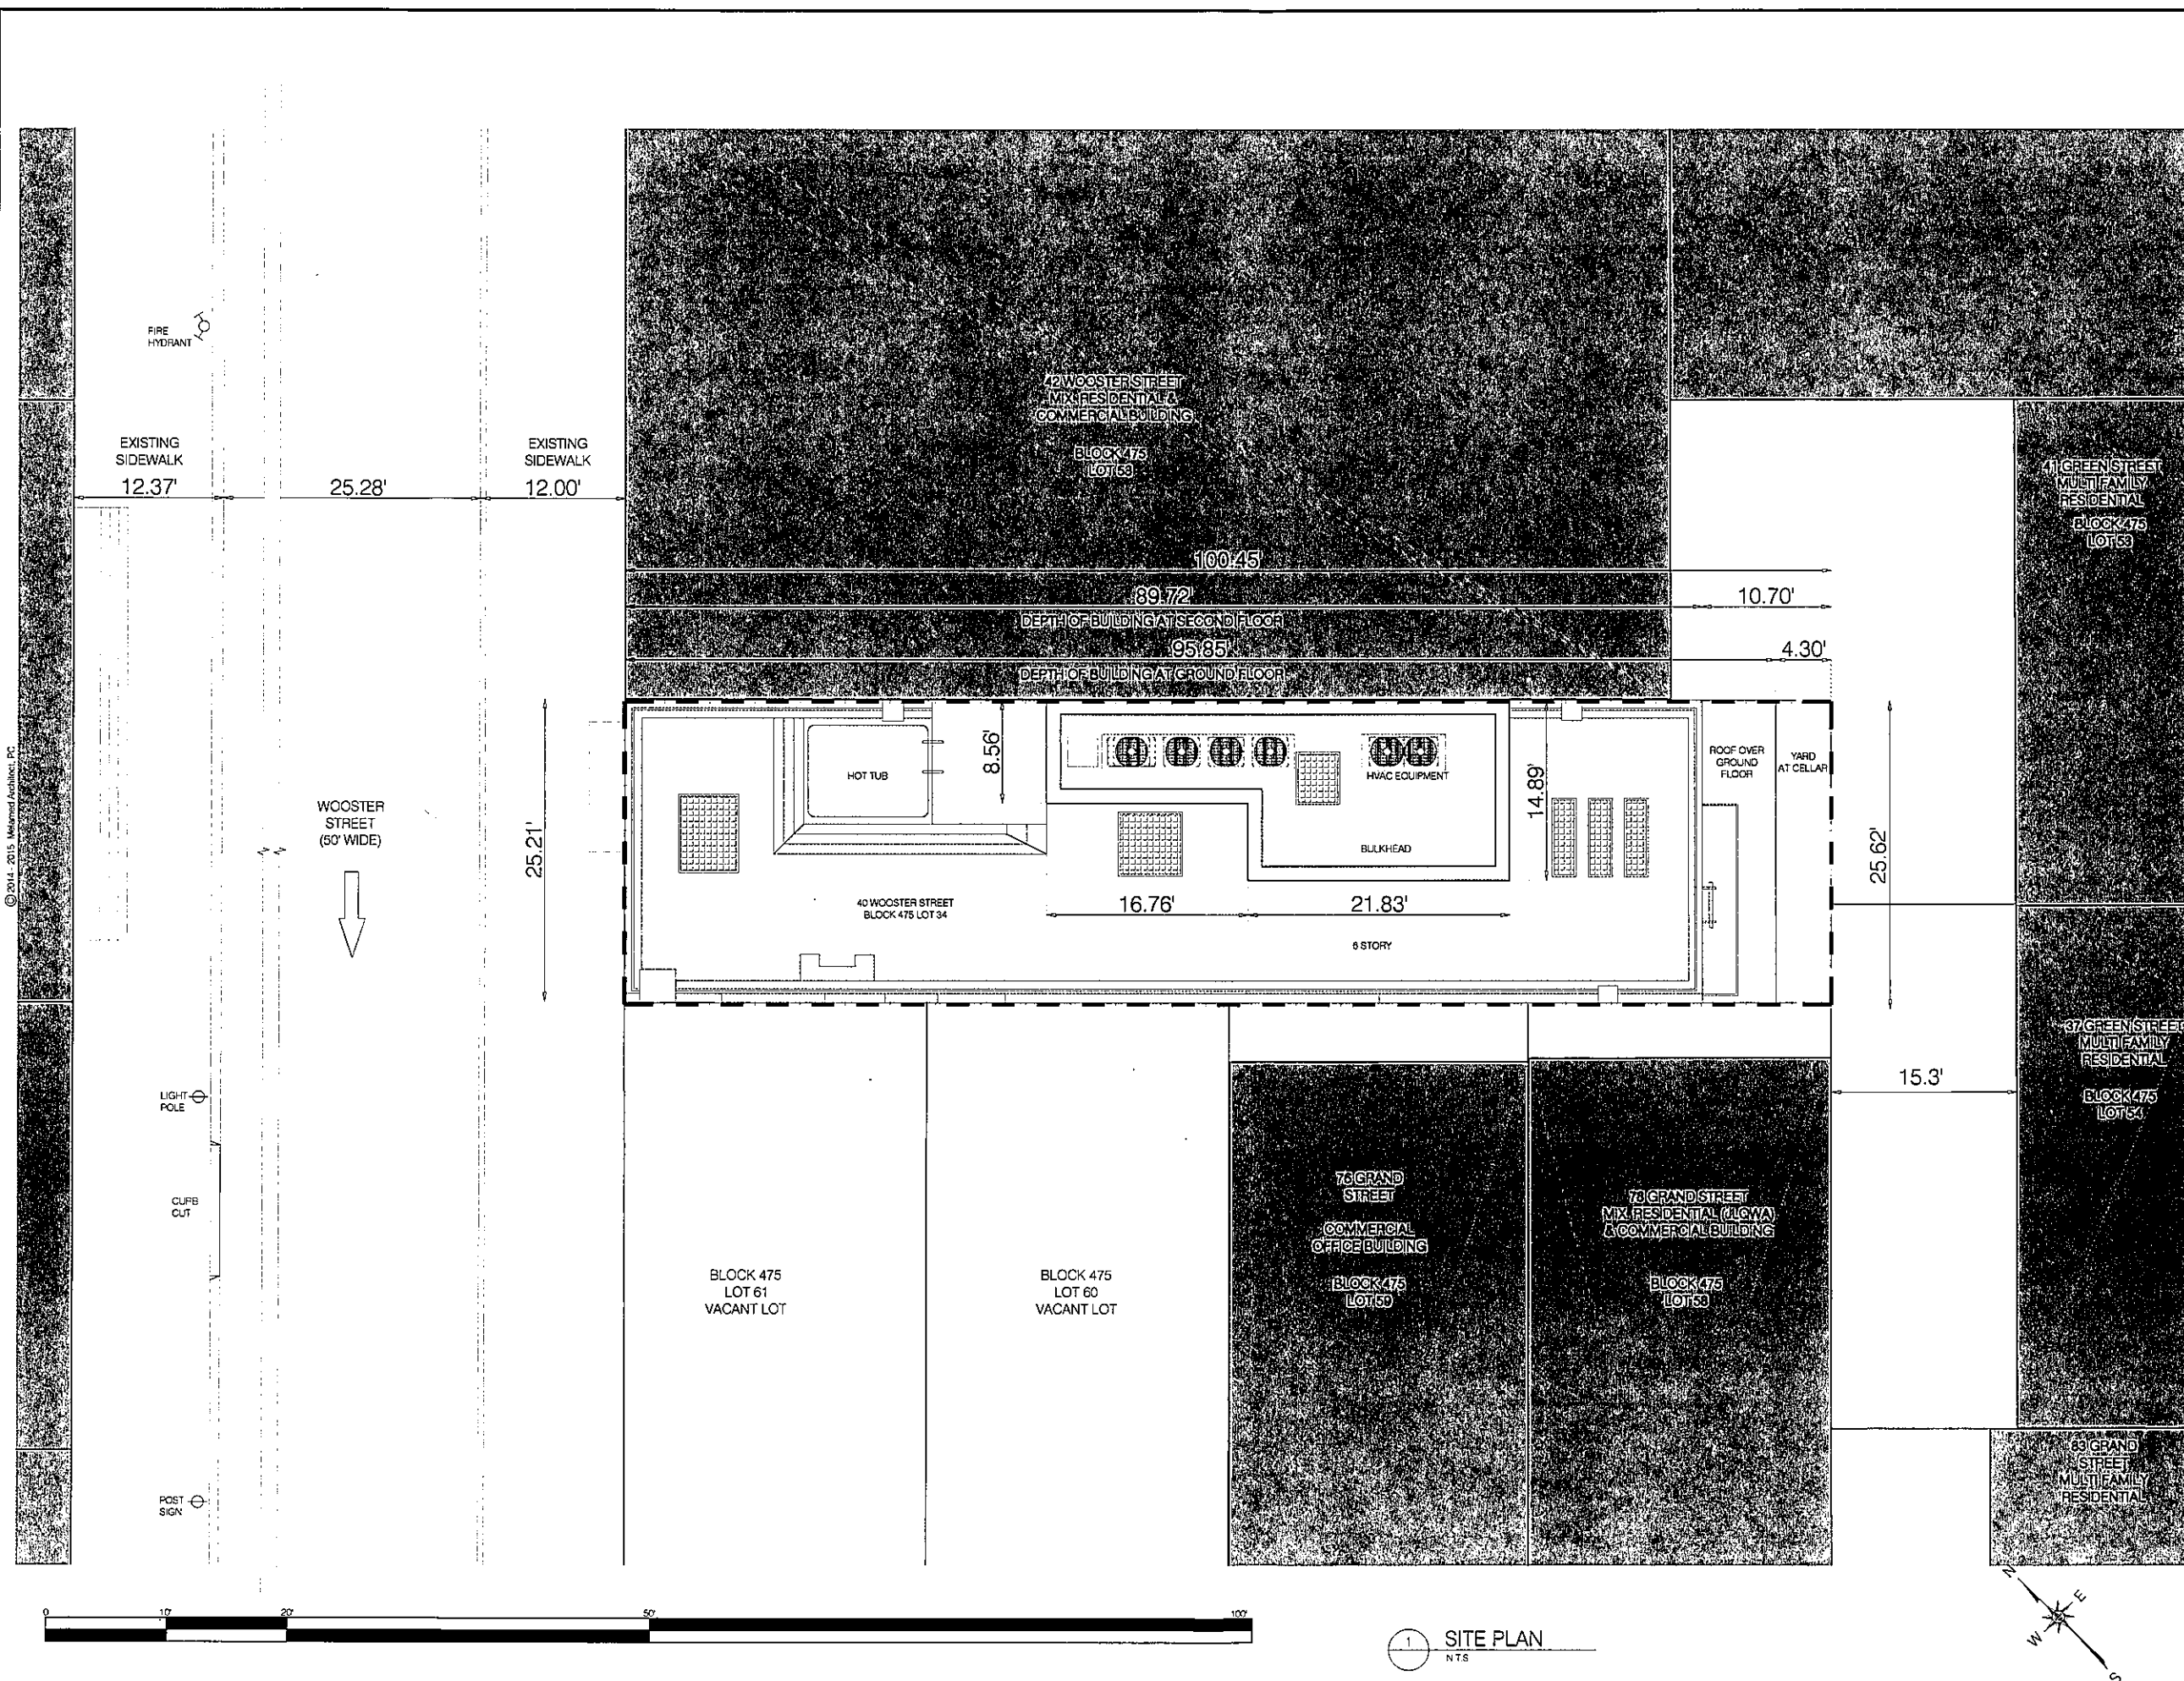 FIRE
HYDRANT
EXISTING
SIDEWALK
12.37'
25.28'
EXISTING
SIDEWALK
12.00'
42 WOOSTER STREET
MIX. RESIDENTIAL &
COMMERCIAL BUILDING
BLOCK 475
41 GREEN STREET
MULTI FAMILY
RESIDENTIAL
BLOCK 475
LOT 53
100.45'
89.72'
10.70'
DEPTH OF BUILDING AT SECOND FLOOR
95.85'
4.30'
DEPTH OF BUILDING AT GROUND FLOOR
©2014 - 2015 Melamed Architect, PC.
WOOSTER
STREET
(50' WIDE)
25.21'
HOT TUB
8.56'
HVAC EQUIPMENT
BULKHEAD
14.89'
ROOF OVER
GROUND
FLOOR
YARD
AT CELLAR
25.62'
40 WOOSTER STREET
BLOCK 475 LOT 34
16.76'
21.83'
6 STORY
37 GREEN STREET
MULTI FAMILY
RESIDENTIAL
BLOCK 475
LOT 54
15.3'
LIGHT
POLE
CURB
CUT
76 GRAND
STREET
COMMERCIAL
OFFICE BUILDING
BLOCK 475
LOT 59
78 GRAND STREET
MIX. RESIDENTIAL (JLQWA)
& COMMERCIAL BUILDING
BLOCK 475
LOT 58
BLOCK 475
LOT 61
VACANT LOT
BLOCK 475
LOT 60
VACANT LOT
83 GRAND
STREET
MULTI FAMILY
RESIDENTIAL
POST
SIGN
0 10' 20' 50' 100'
1 SITE PLAN
N.T.S
N
E
W
S